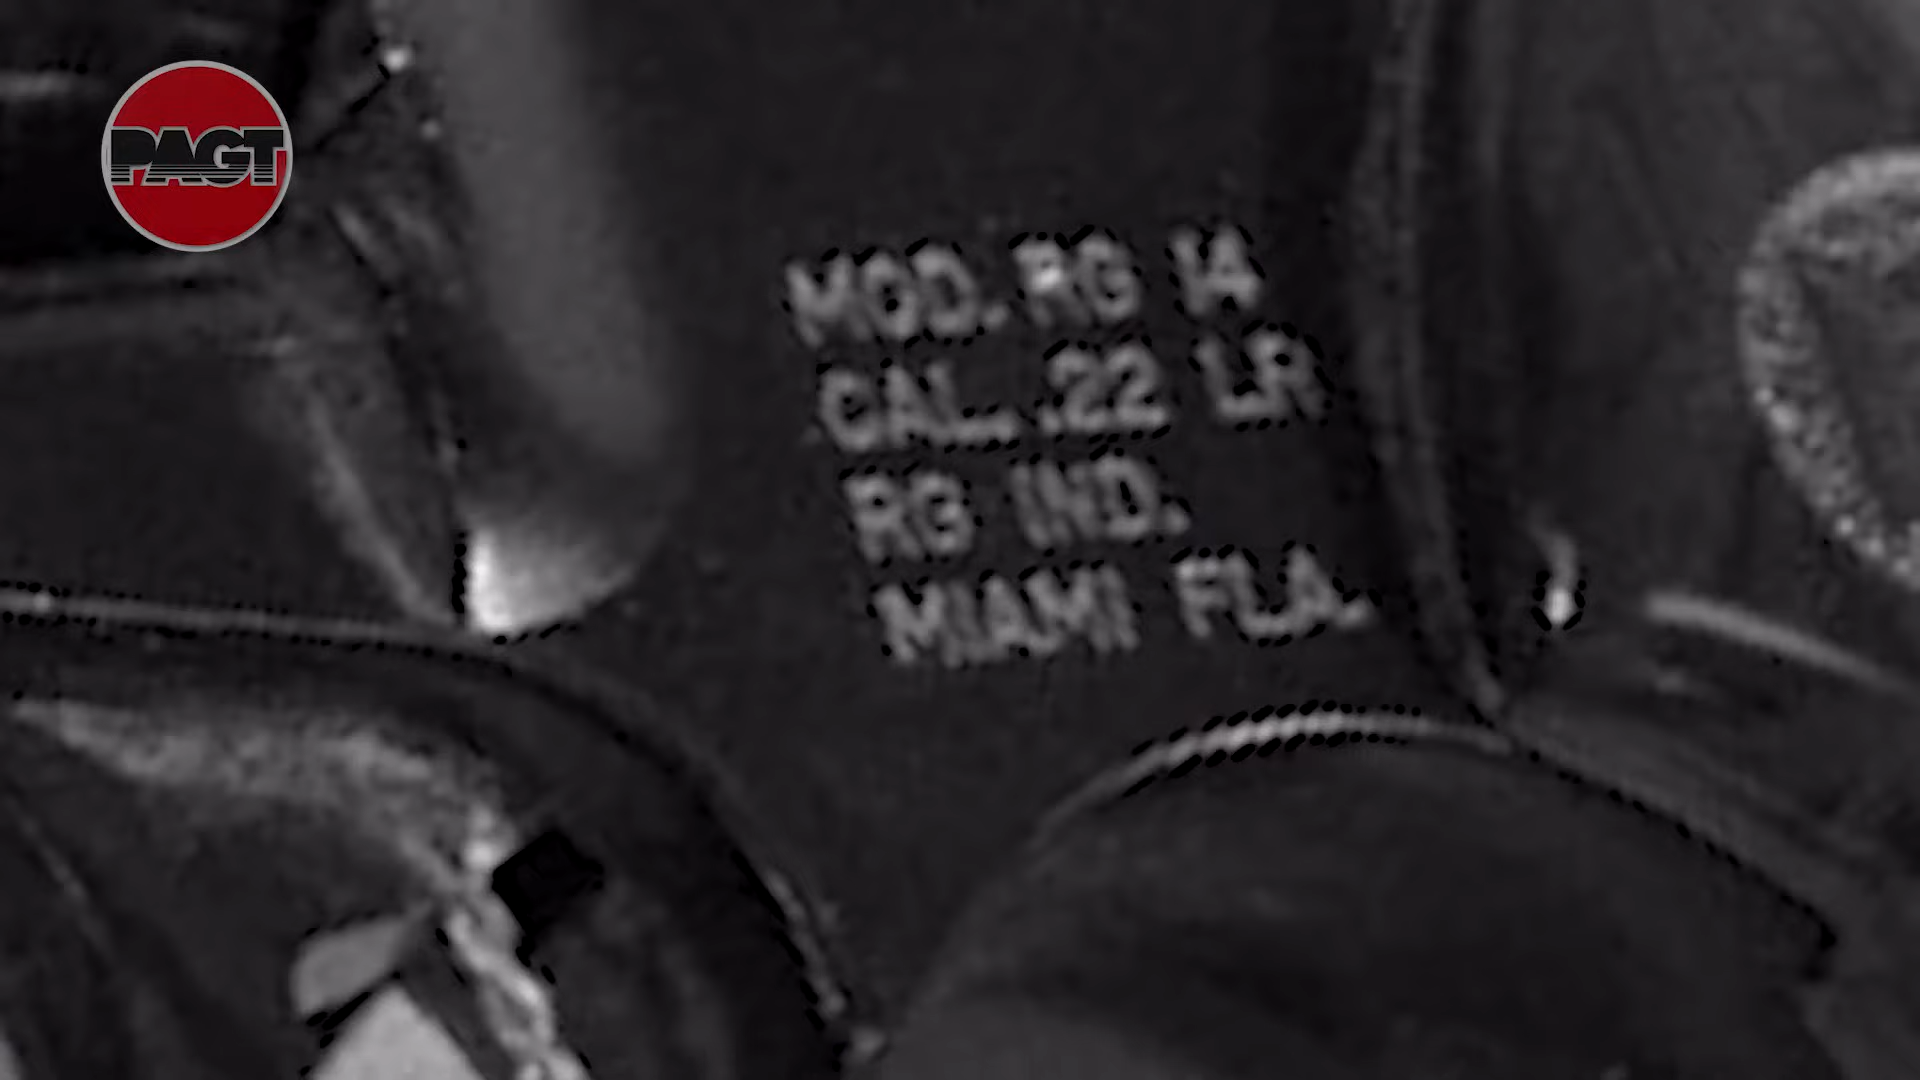 PAGT
MOD. RG 14
CAL. .22 LR
RG IND.
MIAMI FLA.